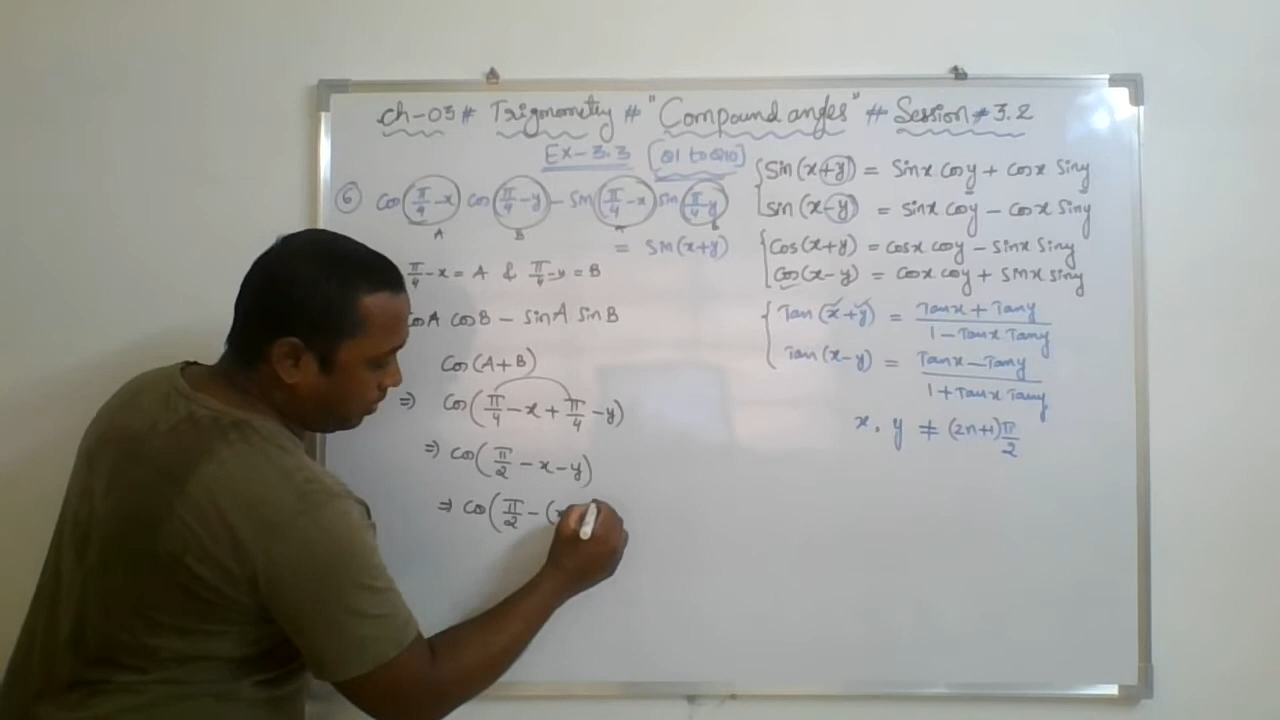 Ch-03 # Trigonometry # "Compound angles" # Session # 3.2
Ex-3.3 [Q1 to Q10]
⑥ cos(π/4 - x) cos(π/4 - y) - sin(π/4 - x) sin(π/4 y)
A B A B
= sin(x+y)
π/4 - x = A & π/4 - y = B
cosA cosB - sinA sinB
cos(A+B)
⇒ cos(π/4 - x + π/4 - y)
⇒ cos(π/2 - x - y)
⇒ cos(π/2 - (x
Sin(x+y) = Sinx cosy + cosx Siny
sin(x-y) = sinx cosy - cosx Siny
Cos(x+y) = cosx cosy - sinx Siny
cos(x-y) = cosx cosy + sinx siny
Tan(x+y) = Tanx + Tany / 1 - Tanx Tany
Tan(x-y) = Tanx - Tany / 1 + Tanx Tany
x, y ≠ (2n+1)π/2